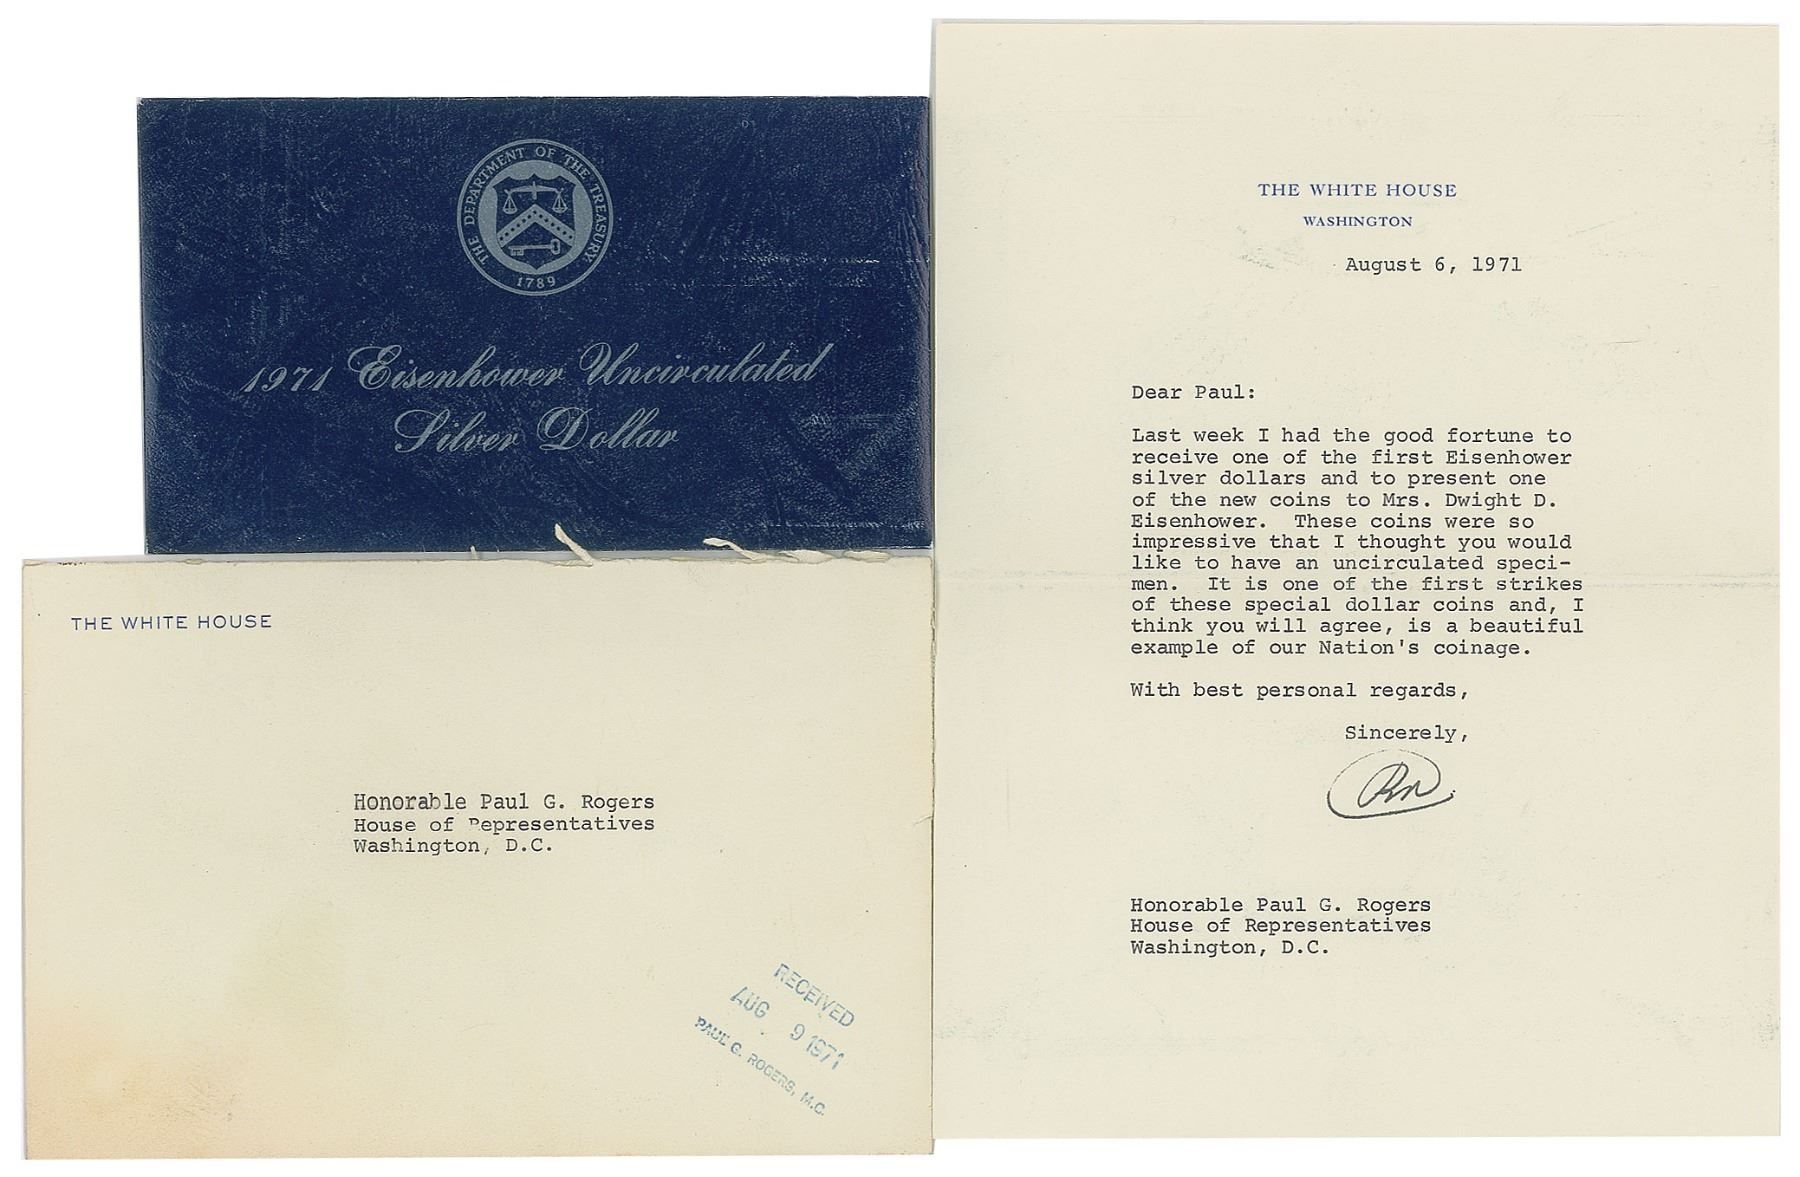 THE DEPARTMENT OF THE TREASURY
1789
1971 Eisenhower Uncirculated
Silver Dollar
THE WHITE HOUSE
Honorable Paul G. Rogers
House of Representatives
Washington, D.C.
RECEIVED
AUG 9 1971
PAUL G. ROGERS, M.C.
THE WHITE HOUSE
WASHINGTON
August 6, 1971
Dear Paul:
Last week I had the good fortune to
receive one of the first Eisenhower
silver dollars and to present one
of the new coins to Mrs. Dwight D.
Eisenhower.  These coins were so
impressive that I thought you would
like to have an uncirculated speci-
men.  It is one of the first strikes
of these special dollar coins and, I
think you will agree, is a beautiful
example of our Nation's coinage.
With best personal regards,
Sincerely,
RN
Honorable Paul G. Rogers
House of Representatives
Washington, D.C.